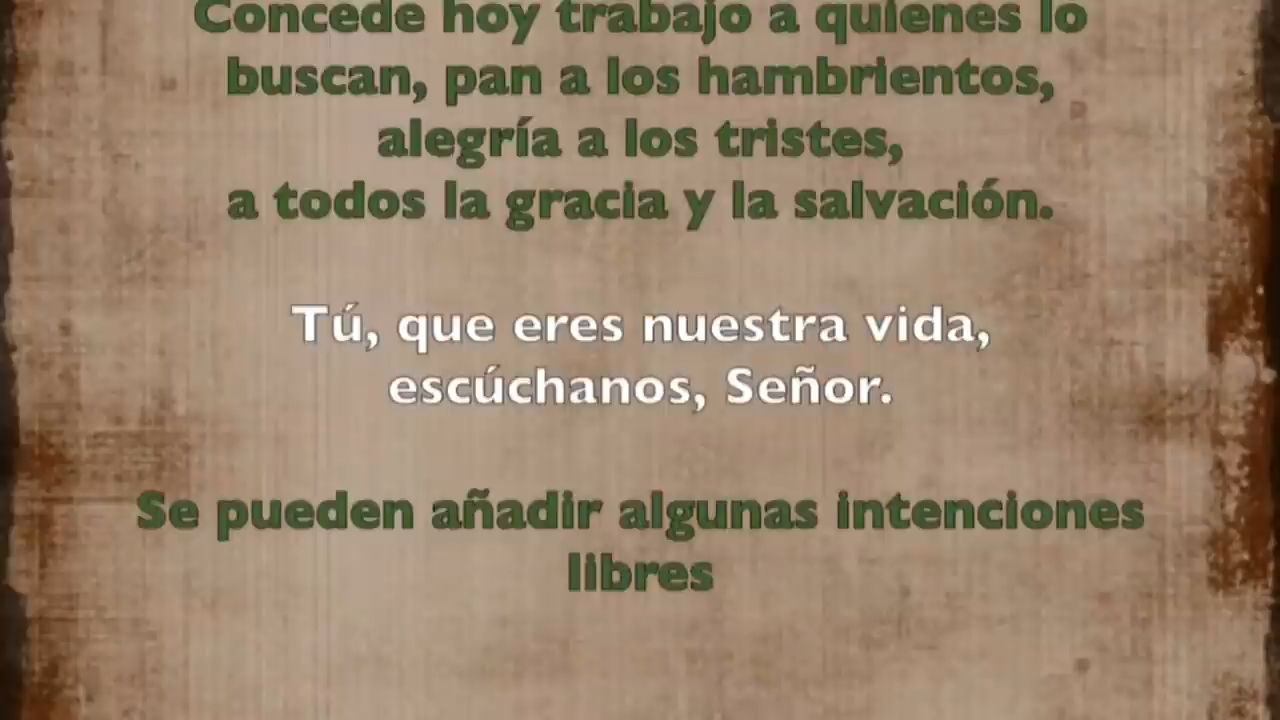 Concede hoy trabajo a quienes lo
buscan, pan a los hambrientos,
alegría a los tristes,
a todos la gracia y la salvación.
Tú, que eres nuestra vida,
escúchanos, Señor.
Se pueden añadir algunas intenciones
libres